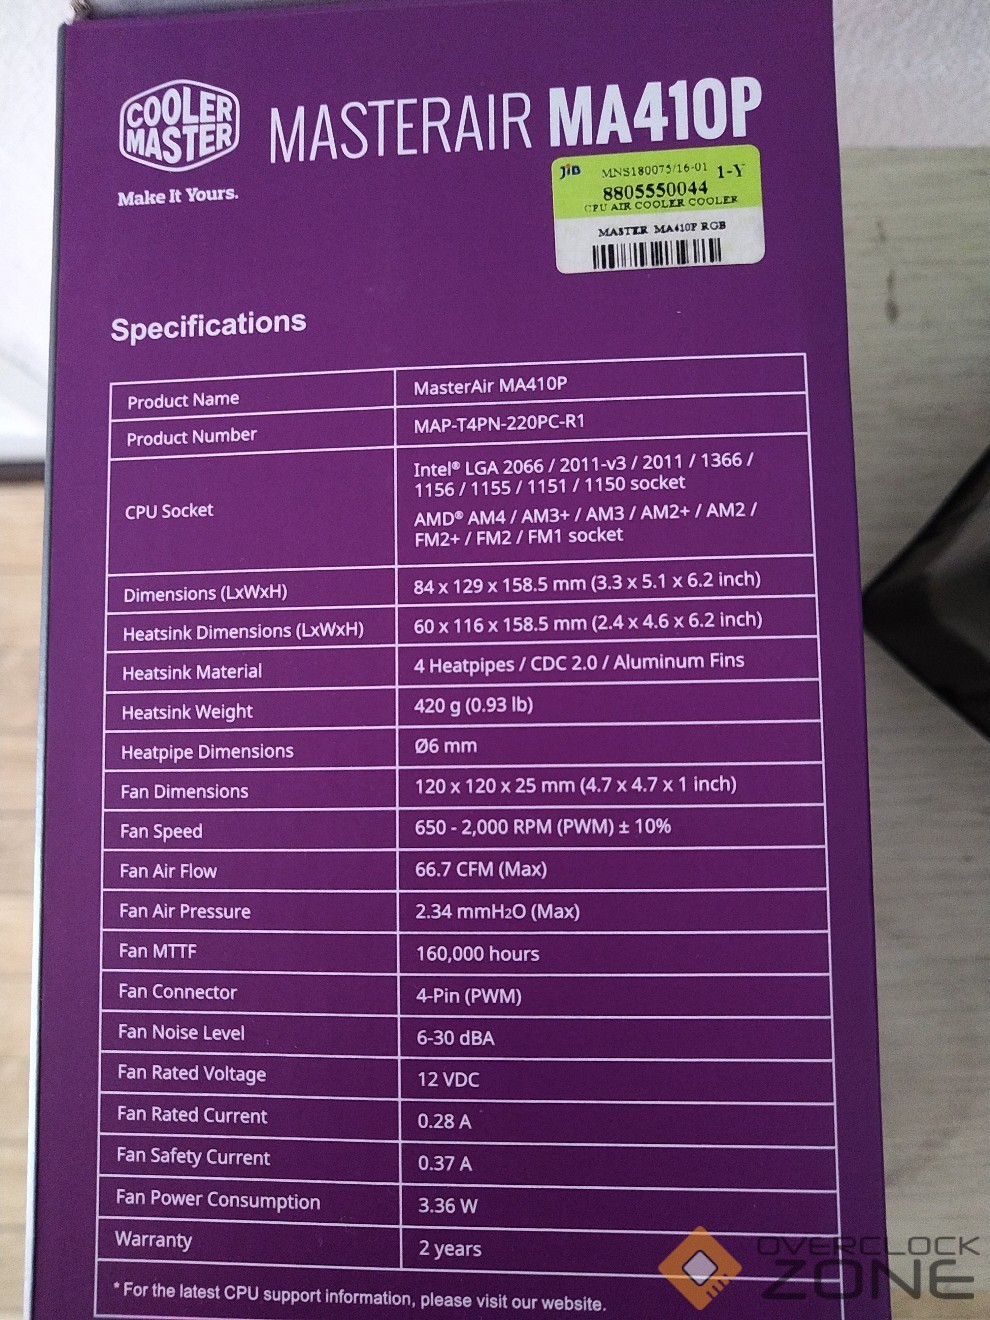 COOLER
MASTER
Make It Yours.
MASTERAIR MA410P
JIB MNS180075/16-01 1-Y
8805550044
CPU AIR COOLER COOLER
MASTER MA410P RGB
Specifications
Product Name MasterAir MA410P
Product Number MAP-T4PN-220PC-R1
CPU Socket
Intel® LGA 2066 / 2011-v3 / 2011 / 1366 /
1156 / 1155 / 1151 / 1150 socket
AMD® AM4 / AM3+ / AM3 / AM2+ / AM2 /
FM2+ / FM2 / FM1 socket
Dimensions (LxWxH) 84 x 129 x 158.5 mm (3.3 x 5.1 x 6.2 inch)
Heatsink Dimensions (LxWxH) 60 x 116 x 158.5 mm (2.4 x 4.6 x 6.2 inch)
Heatsink Material 4 Heatpipes / CDC 2.0 / Aluminum Fins
Heatsink Weight 420 g (0.93 lb)
Heatpipe Dimensions Ø6 mm
Fan Dimensions 120 x 120 x 25 mm (4.7 x 4.7 x 1 inch)
Fan Speed 650 - 2,000 RPM (PWM) ± 10%
Fan Air Flow 66.7 CFM (Max)
Fan Air Pressure 2.34 mmH2O (Max)
Fan MTTF 160,000 hours
Fan Connector 4-Pin (PWM)
Fan Noise Level 6-30 dBA
Fan Rated Voltage 12 VDC
Fan Rated Current 0.28 A
Fan Safety Current 0.37 A
Fan Power Consumption 3.36 W
Warranty 2 years
* For the latest CPU support information, please visit our website.
OVERCLOCK
ZONE